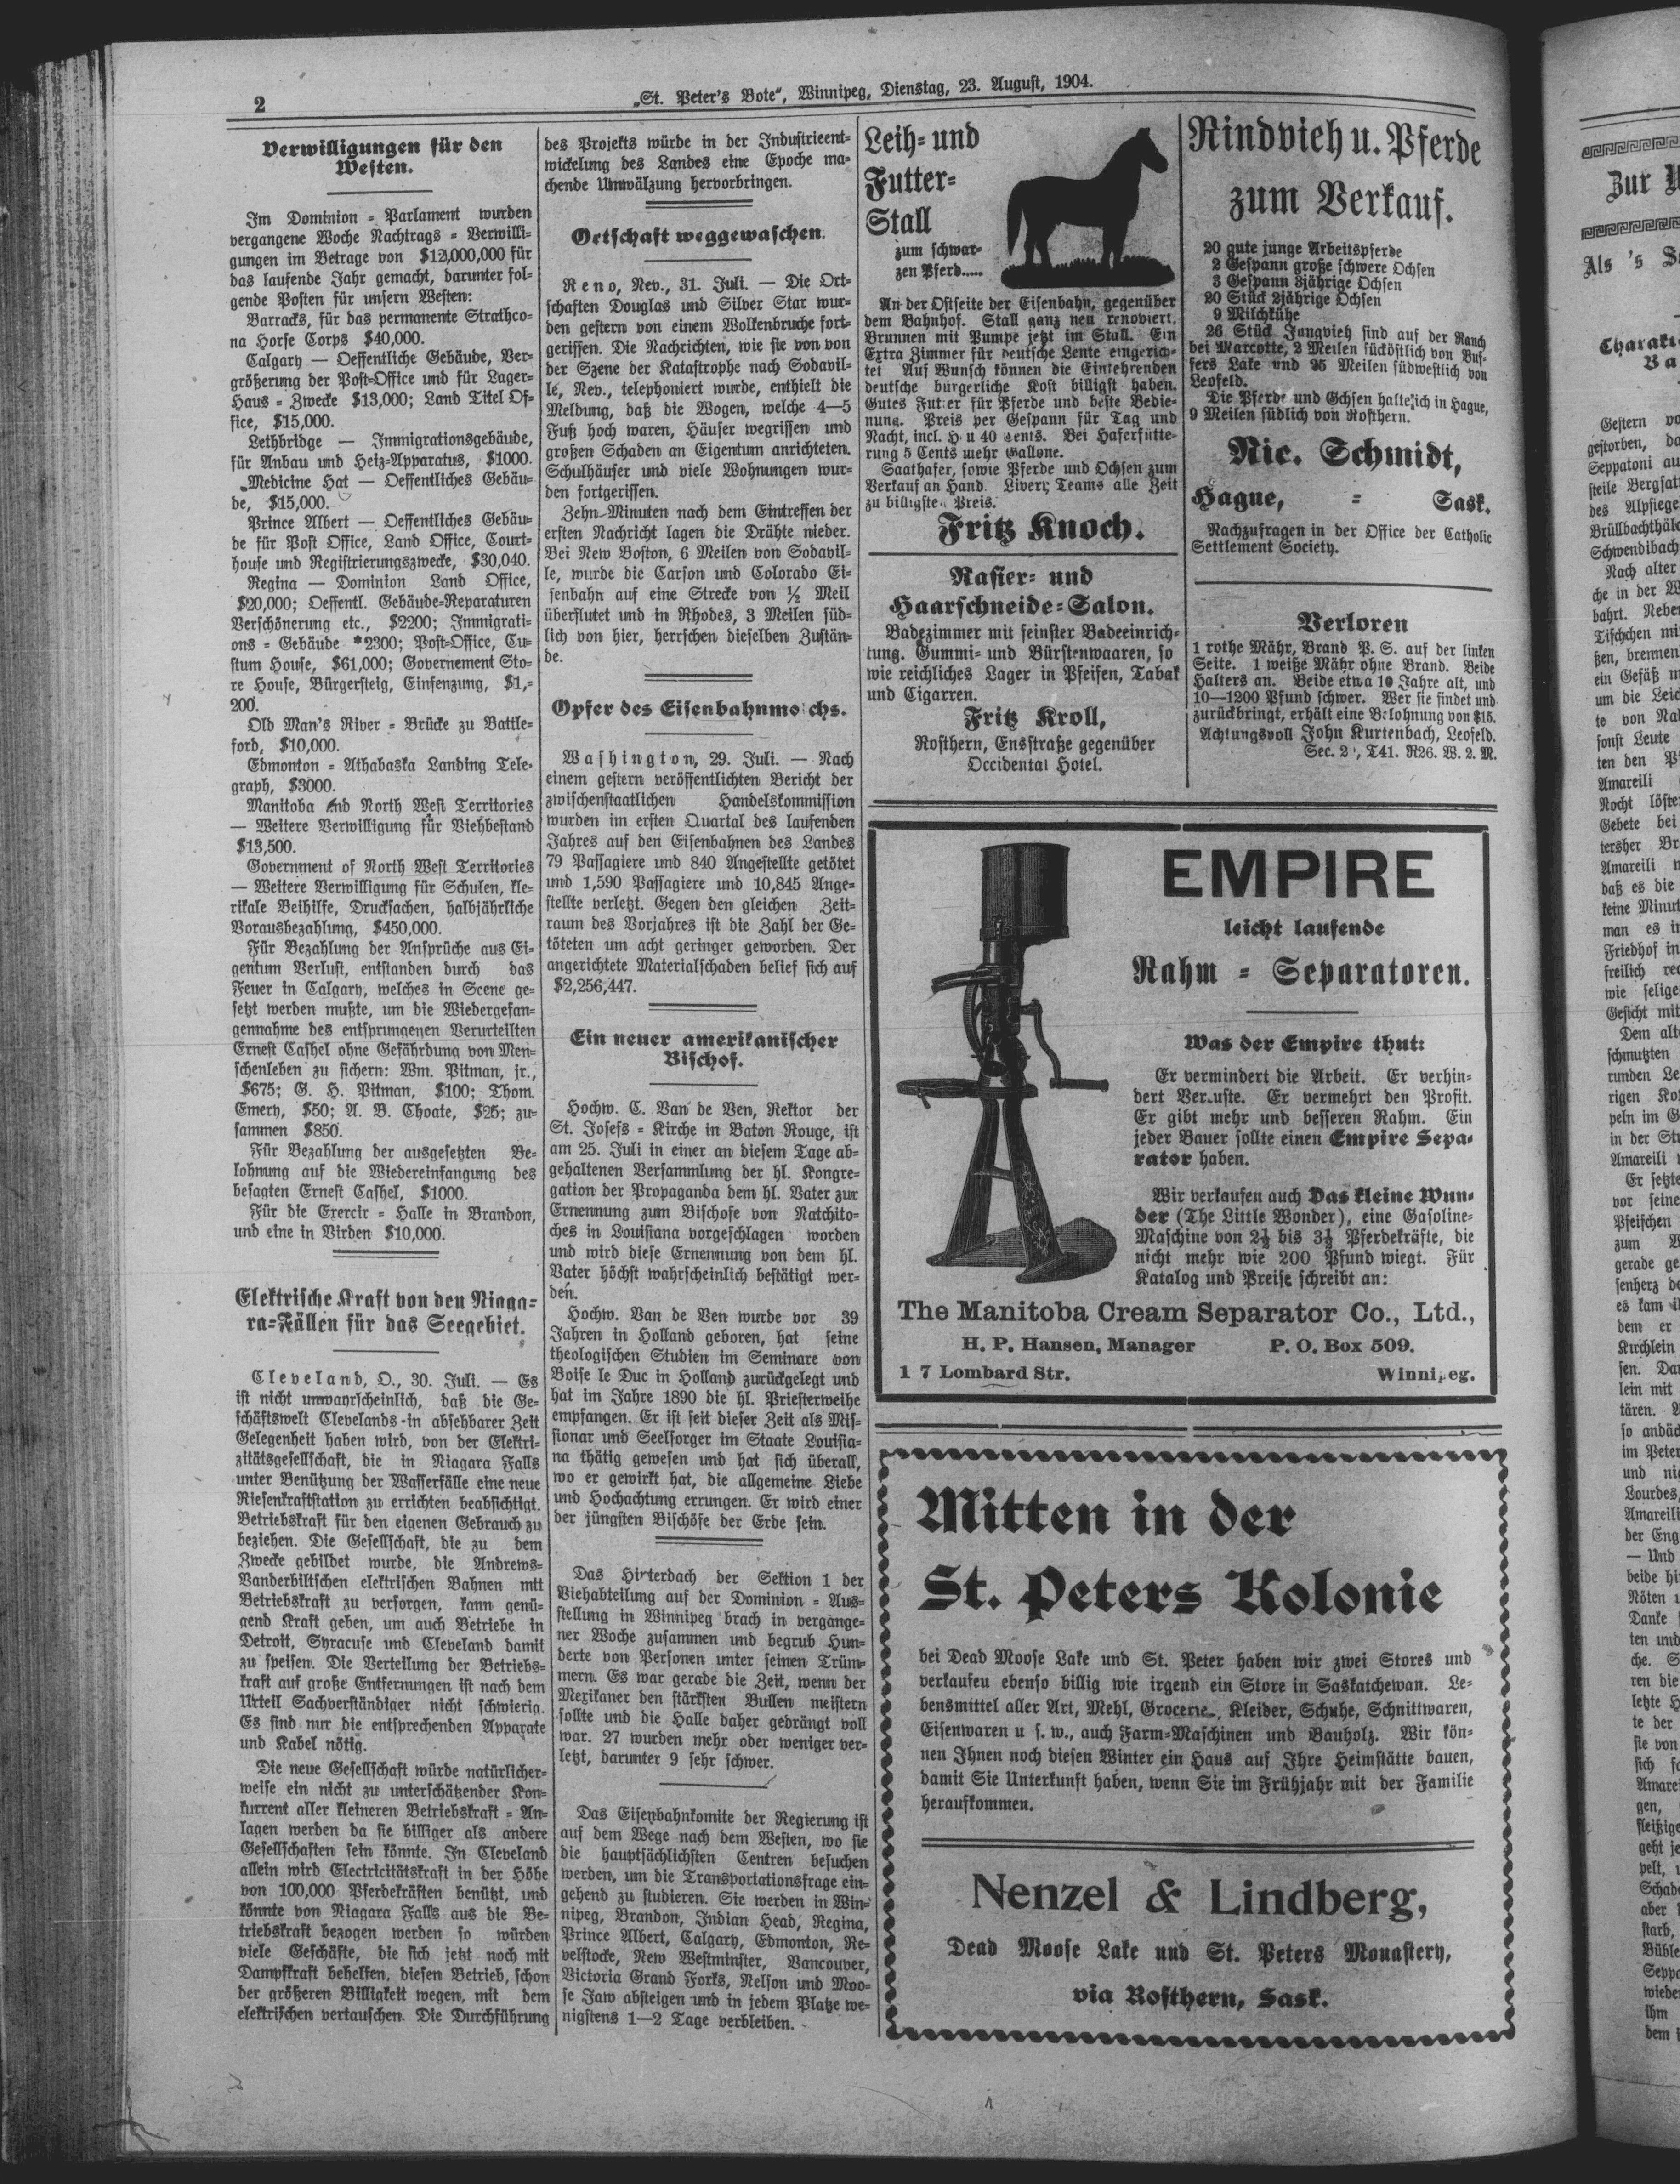 2
„St. Peter's Bote“, Winnipeg, Dienstag, 23. August, 1904.
Verwilligungen für den
Westen.
Im Dominion = Parlament wurden
vergangene Woche Nachtrags = Verwilli=
gungen im Betrage von $12,000,000 für
das laufende Jahr gemacht, darunter fol=
gende Posten für unsern Westen:
Barracks, für das permanente Strathco=
na Horse Corps $40,000.
Calgary — Oeffentliche Gebäude, Ver=
größerung der Post=Office und für Lager=
Haus = Zwecke $13,000; Land Titel Of=
fice, $15,000.
Lethbridge — Immigrationsgebäude,
für Anbau und Heiz=Apparatus, $1000.
Medicine Hat — Oeffentliches Gebäu=
de, $15,000.
Prince Albert — Oeffentliches Gebäu=
de für Post Office, Land Office, Court=
house und Registrierungszwecke, $30,040.
Regina — Dominion Land Office,
$20,000; Oeffentl. Gebäude=Reparaturen
Verschönerung etc., $2200; Immigrati=
ons = Gebäude *2300; Post=Office, Cu=
stum House, $61,000; Governement Sto=
re House, Bürgersteig, Einfenzung, $1,=
200.
Old Man's River = Brücke zu Battle=
ford, $10,000.
Edmonton = Athabaska Landing Tele=
graph, $3000.
Manitoba and North West Territories
— Weitere Verwilligung für Viehbestand
$13,500.
Government of North West Territories
— Weitere Verwilligung für Schulen, kle=
rikale Beihilfe, Drucksachen, halbjährliche
Vorausbezahlung, $450,000.
Für Bezahlung der Ansprüche aus Ei=
gentum Verlust, entstanden durch das
Feuer in Calgary, welches in Scene ge=
setzt werden mußte, um die Wiedergefan=
gennahme des entsprungenen Verurteilten
Ernest Cashel ohne Gefährdung von Men=
schenleben zu sichern: Wm. Pitman, jr.,
$675; G. H. Pitman, $100; Thom.
Emery, $50; A. B. Choate, $25; zu=
sammen $850.
Für Bezahlung der ausgesetzten Be=
lohnung auf die Wiedereinfangung des
besagten Ernest Cashel, $1000.
Für die Exercir = Halle in Brandon,
und eine in Virden $10,000.
Elektrische Kraft von den Niaga=
ra=Fällen für das Seegebiet.
Cleveland, O., 30. Juli. — Es
ist nicht unwahrscheinlich, daß die Ge=
schäftswelt Clevelands in absehbarer Zeit
Gelegenheit haben wird, von der Elektri=
zitätsgesellschaft, die in Niagara Falls
unter Benützung der Wasserfälle eine neue
Riesenkraftstation zu errichten beabsichtigt.
Betriebskraft für den eigenen Gebrauch zu
beziehen. Die Gesellschaft, die zu dem
Zwecke gebildet wurde, die Andrews=
Vanderbiltschen elektrischen Bahnen mit
Betriebskraft zu versorgen, kann genü=
gend Kraft geben, um auch Betriebe in
Detroit, Syracuse und Cleveland damit
zu speisen. Die Verteilung der Betriebs=
kraft auf große Entfernungen ist nach dem
Urteil Sachverständiger nicht schwierig.
Es sind nur die entsprechenden Apparate
und Kabel nötig.
Die neue Gesellschaft würde natürlicher=
weise ein nicht zu unterschätzender Kon=
kurrent aller kleineren Betriebskraft = An=
lagen werden da sie billiger als andere
Gesellschaften sein könnte. In Cleveland
allein wird Electricitätskraft in der Höhe
von 100,000 Pferdekräften benützt, und
könnte von Niagara Falls aus die Be=
triebskraft bezogen werden so würden
viele Geschäfte, die sich jetzt noch mit
Dampfkraft behelfen, diesen Betrieb, schon
der größeren Billigkeit wegen, mit dem
elektrischen vertauschen. Die Durchführung
des Projekts würde in der Industrieent=
wickelung des Landes eine Epoche ma=
chende Umwälzung hervorbringen.
Ortschaft weggewaschen.
Reno, Nev., 31. Juli. — Die Ort=
schaften Douglas und Silver Star wur=
den gestern von einem Wolkenbruche fort=
gerissen. Die Nachrichten, wie sie von von
der Szene der Katastrophe nach Sodavil=
le, Nev., telephoniert wurde, enthielt die
Meldung, daß die Wogen, welche 4—5
Fuß hoch waren, Häuser wegrissen und
großen Schaden an Eigentum anrichteten.
Schulhäuser und viele Wohnungen wur=
den fortgerissen.
Zehn Minuten nach dem Eintreffen der
ersten Nachricht lagen die Drähte nieder.
Bei New Boston, 6 Meilen von Sodavil=
le, wurde die Carson und Colorado Ei=
senbahn auf eine Strecke von ½ Meil
überflutet und in Rhodes, 3 Meilen süd=
lich von hier, herrschen dieselben Zustän=
de.
Opfer des Eisenbahnmo chs.
Washington, 29. Juli. — Nach
einem gestern veröffentlichten Bericht der
zwischenstaatlichen Handelskommission
wurden im ersten Quartal des laufenden
Jahres auf den Eisenbahnen des Landes
79 Passagiere und 840 Angestellte getötet
und 1,590 Passagiere und 10,845 Ange=
stellte verletzt. Gegen den gleichen Zeit=
raum des Vorjahres ist die Zahl der Ge=
töteten um acht geringer geworden. Der
angerichtete Materialschaden belief sich auf
$2,256,447.
Ein neuer amerikanischer
Bischof.
Hochw. C. Van de Ven, Rektor der
St. Josefs = Kirche in Baton Rouge, ist
am 25. Juli in einer an diesem Tage ab=
gehaltenen Versammlung der hl. Kongre=
gation der Propaganda dem hl. Vater zur
Ernennung zum Bischofe von Natchito=
ches in Louisiana vorgeschlagen worden
und wird diese Ernennung von dem hl.
Vater höchst wahrscheinlich bestätigt wer=
den.
Hochw. Van de Ven wurde vor 39
Jahren in Holland geboren, hat seine
theologischen Studien im Seminare von
Boise le Duc in Holland zurückgelegt und
hat im Jahre 1890 die hl. Priesterweihe
empfangen. Er ist seit dieser Zeit als Mis=
sionar und Seelsorger im Staate Louisia=
na thätig gewesen und hat sich überall,
wo er gewirkt hat, die allgemeine Liebe
und Hochachtung errungen. Er wird einer
der jüngsten Bischöfe der Erde sein.
Das Hinterdach der Sektion 1 der
Viehabteilung auf der Dominion = Aus=
stellung in Winnipeg brach in vergange=
ner Woche zusammen und begrub Hun=
derte von Personen unter seinen Trüm=
mern. Es war gerade die Zeit, wenn der
Mexikaner den stärksten Bullen meistern
sollte und die Halle daher gedrängt voll
war. 27 wurden mehr oder weniger ver=
letzt, darunter 9 sehr schwer.
Das Eisenbahnkomite der Regierung ist
auf dem Wege nach dem Westen, wo sie
die hauptsächlichsten Centren besuchen
werden, um die Transportationsfrage ein=
gehend zu studieren. Sie werden in Win=
nipeg, Brandon, Indian Head, Regina,
Prince Albert, Calgary, Edmonton, Re=
velstocke, New Westminster, Vancouver,
Victoria Grand Forks, Nelson und Moo=
se Jaw absteigen und in jedem Platze we=
nigstens 1—2 Tage verbleiben.
Leih= und
Futter=
Stall
zum schwar=
zen Pferd.....
An der Ostseite der Eisenbahn, gegenüber
dem Bahnhof. Stall ganz neu renoviert.
Brunnen mit Pumpe jetzt im Stall. Ein
Extra Zimmer für deutsche Leute eingerich=
tet Auf Wunsch können die Einkehrenden
deutsche bürgerliche Kost billigst haben.
Gutes Futter für Pferde und beste Bedie=
nung. Preis per Gespann für Tag und
Nacht, incl. H u 40 Cents. Bei Haferfütte=
rung 5 Cents mehr Gallone.
Saathafer, sowie Pferde und Ochsen zum
Verkauf an Hand. Livery Teams alle Zeit
zu billigste Preis.
Fritz Knoch.
Rasier= und
Haarschneide=Salon.
Badezimmer mit feinster Badeeinrich=
tung. Gummi= und Bürstenwaaren, so
wie reichliches Lager in Pfeifen, Tabak
und Cigarren.
Fritz Kroll,
Rosthern, Ensstraße gegenüber
Occidental Hotel.
Rindvieh u. Pferde
zum Verkauf.
20 gute junge Arbeitspferde
2 Gespann große schwere Ochsen
3 Gespann 3jährige Ochsen
20 Stück 2jährige Ochsen
9 Milchkühe
26 Stück Jungvieh sind auf der Ranch
bei Marcotte, 2 Meilen südöstlich von Buf=
fers Lake und 35 Meilen südwestlich von
Leofeld.
Die Pferde und Ochsen halte ich in Hague,
9 Meilen südlich von Rosthern.
Nic. Schmidt,
Hague, = Sask.
Nachzufragen in der Office der Catholic
Settlement Society.
Verloren
1 rothe Mähr, Brand P. S. auf der linken
Seite. 1 weiße Mähr ohne Brand. Beide
Halters an. Beide etwa 10 Jahre alt, und
10—1200 Pfund schwer. Wer sie findet und
zurückbringt, erhält eine Belohnung von $15.
Achtungsvoll John Kurtenbach, Leofeld.
Sec. 2 , T41. R26. W. 2. M.
EMPIRE
leicht laufende
Rahm = Separatoren.
Was der Empire thut:
Er vermindert die Arbeit. Er verhin=
dert Verluste. Er vermehrt den Profit.
Er gibt mehr und besseren Rahm. Ein
jeder Bauer sollte einen Empire Sepa=
rator haben.
Wir verkaufen auch Das kleine Wun=
der (The Little Wonder), eine Gasoline=
Maschine von 2½ bis 3½ Pferdekräfte, die
nicht mehr wie 200 Pfund wiegt. Für
Katalog und Preise schreibt an:
The Manitoba Cream Separator Co., Ltd.,
H. P. Hansen, Manager P. O. Box 509.
1 7 Lombard Str. Winnipeg.
Mitten in der
St. Peters Kolonie
bei Dead Moose Lake und St. Peter haben wir zwei Stores und
verkaufeu ebenso billig wie irgend ein Store in Saskatchewan. Le=
bensmittel aller Art, Mehl, Grocerie , Kleider, Schuhe, Schnittwaren,
Eisenwaren u s. w., auch Farm=Maschinen und Bauholz. Wir kön=
nen Ihnen noch diesen Winter ein Haus auf Ihre Heimstätte bauen,
damit Sie Unterkunft haben, wenn Sie im Frühjahr mit der Familie
heraufkommen.
Nenzel & Lindberg,
Dead Moose Lake und St. Peters Monastery,
via Rosthern, Sask.